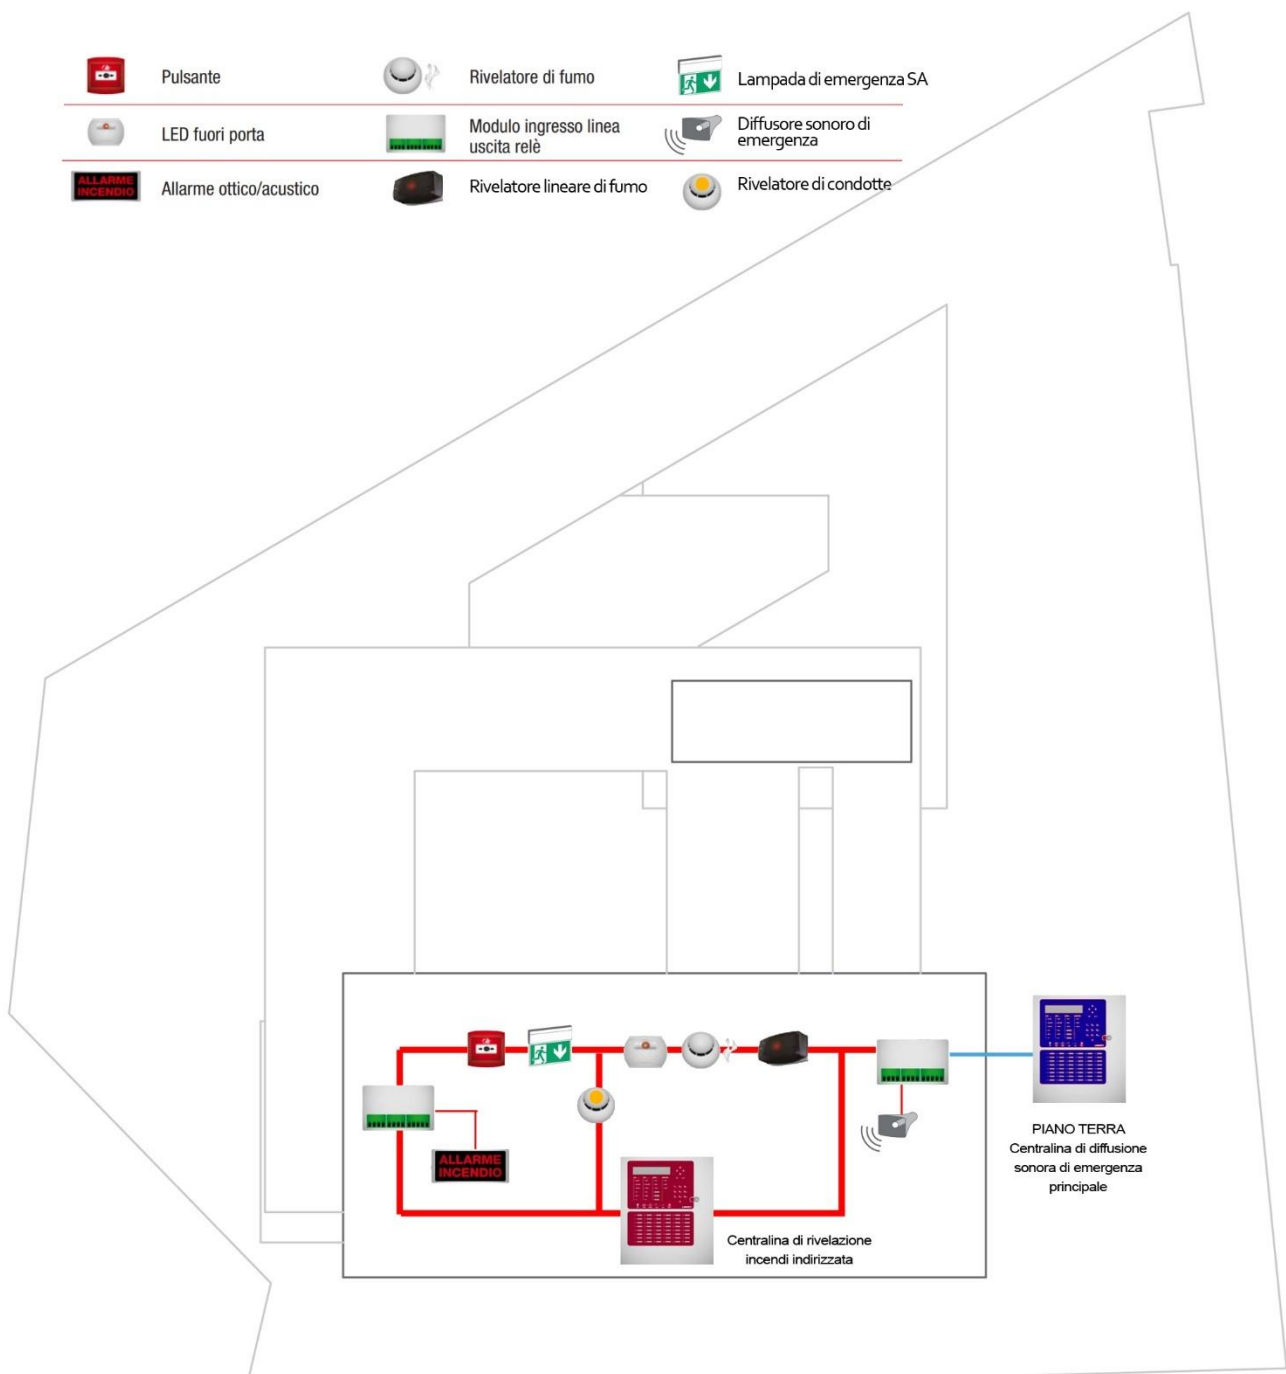 Pulsante
Rivelatore di fumo
Lampada di emergenza SA
LED fuori porta
Modulo ingresso linea
uscita relè
Diffusore sonoro di
emergenza
ALLARME
INCENDIO
Allarme ottico/acustico
Rivelatore lineare di fumo
Rivelatore di condotte
ALLARME
INCENDIO
PIANO TERRA
Centralina di diffusione
sonora di emergenza
principale
Centralina di rivelazione
incendi indirizzata